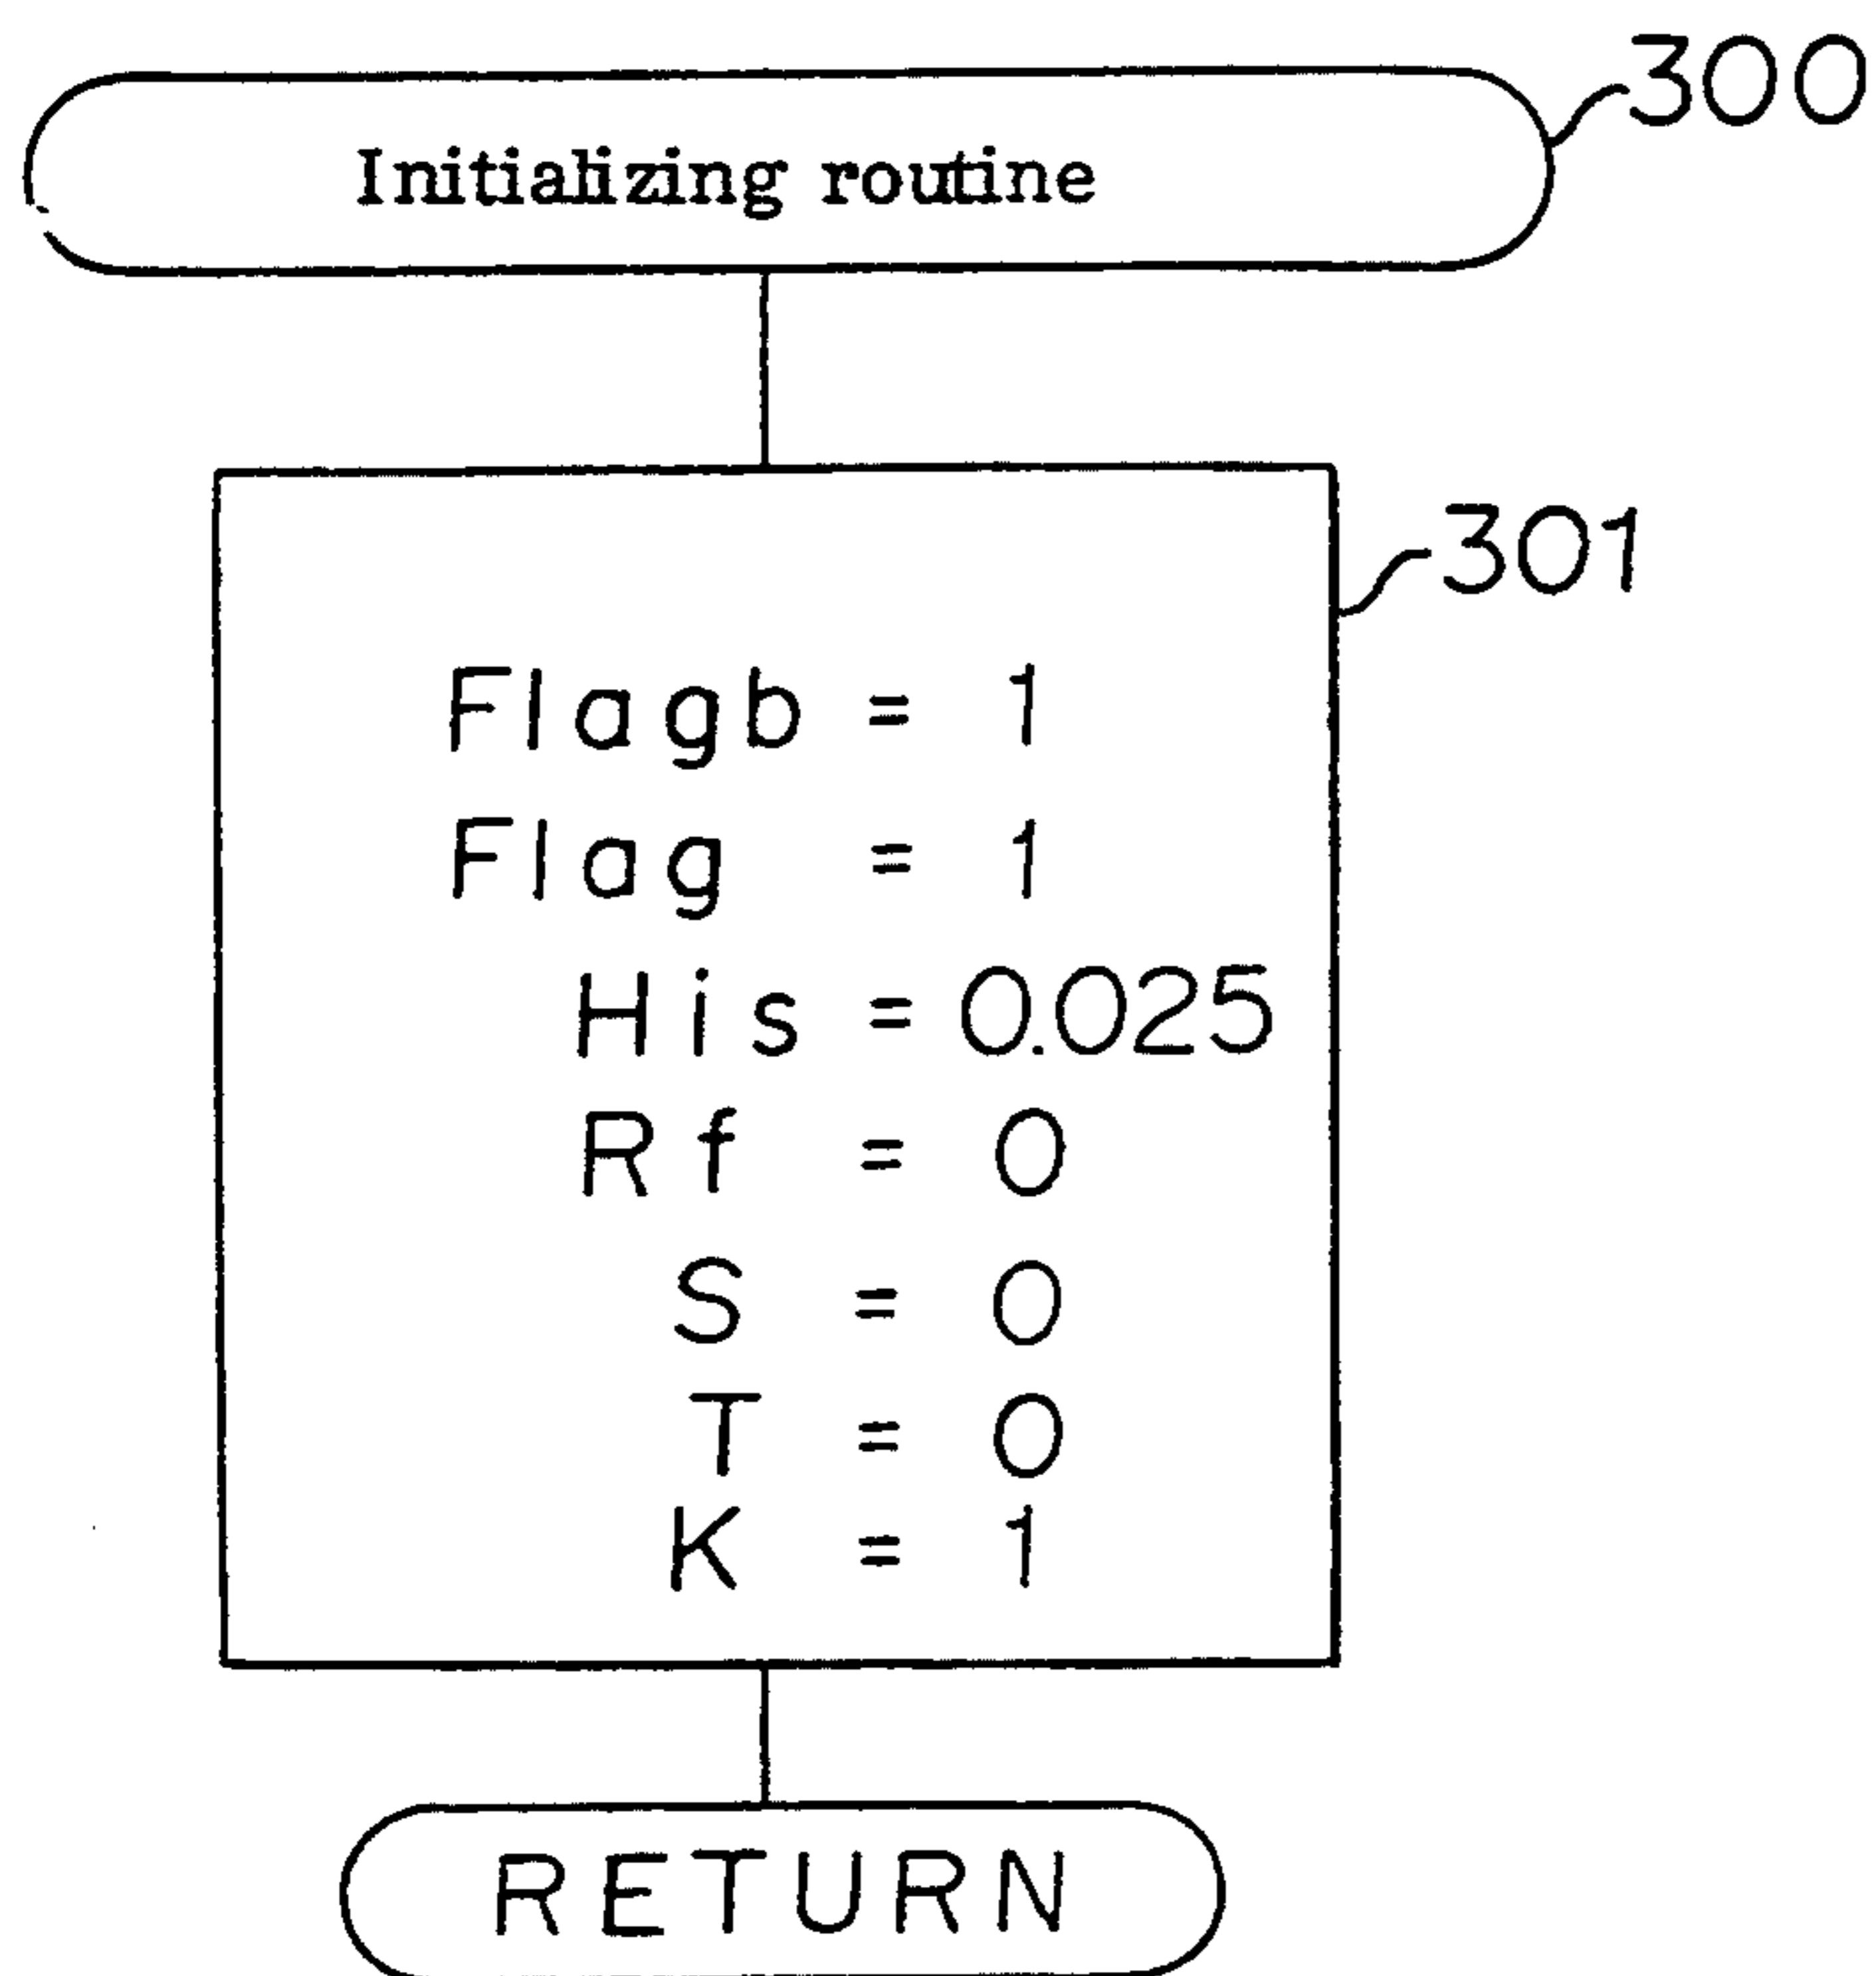 300
Initializing routine
301
Flagb = 1
Flag = 1
His = 0.025
Rf = 0
S = 0
T = 0
K = 1
RETURN